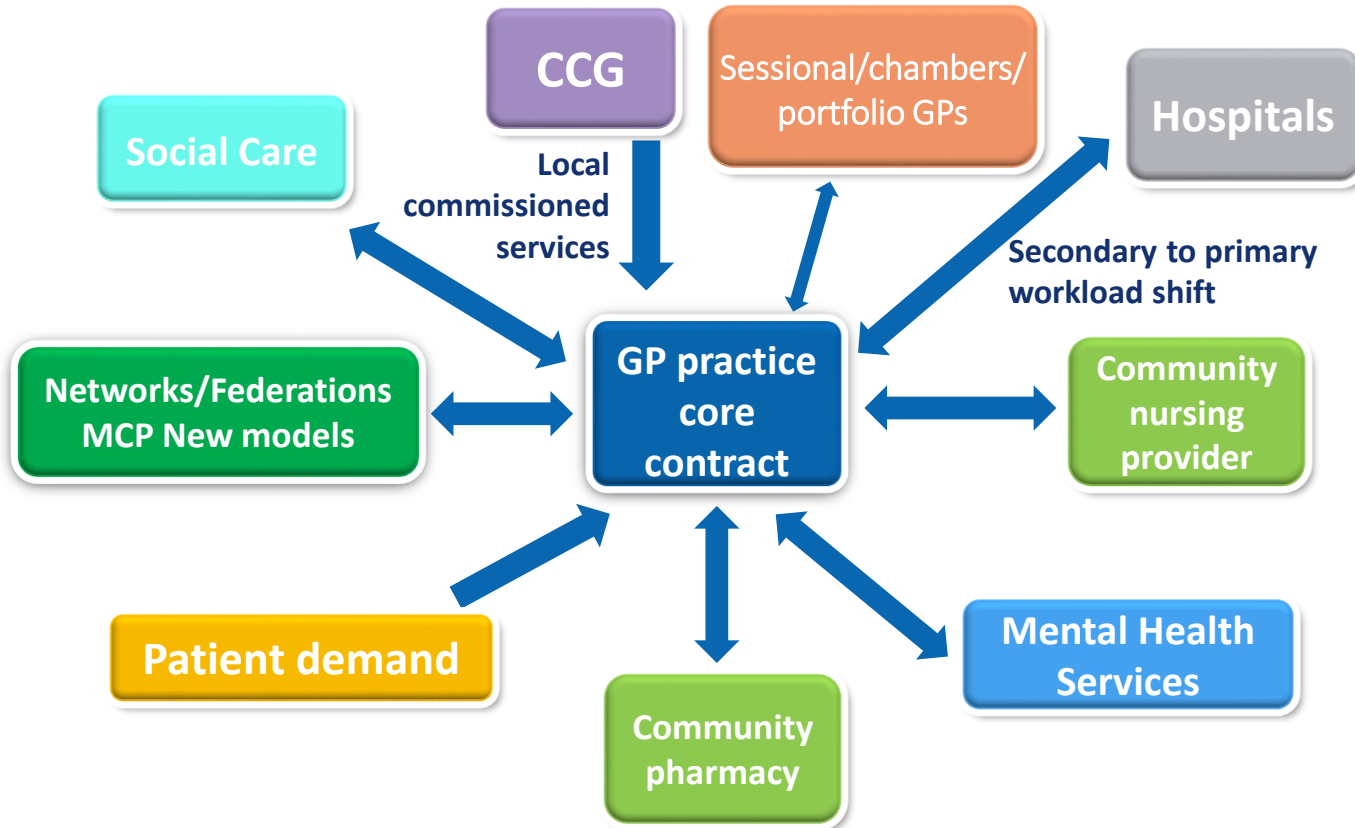 CCG
Sessional/chambers/
portfolio GPs
Hospitals
Social Care
Local
commissioned
services
Secondary to primary
workload shift
GP practice
core
contract
Networks/Federations
MCP New models
Community
nursing
provider
Patient demand
Mental Health
Services
Community
pharmacy